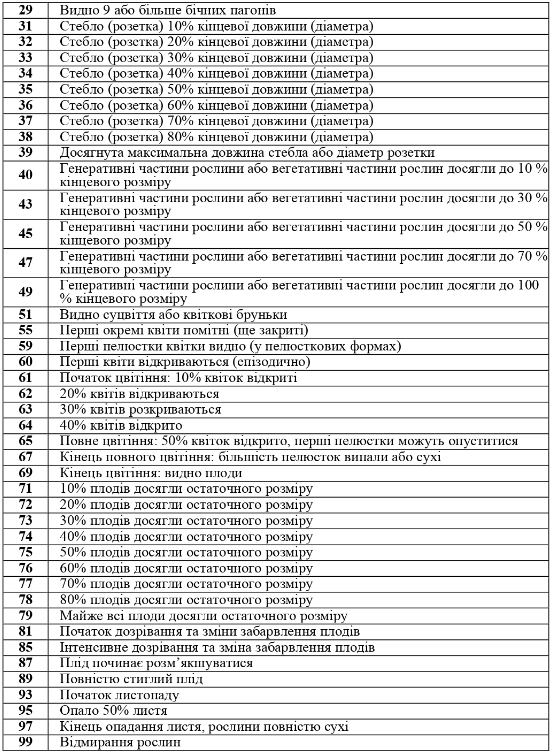 29 Видно 9 або більше бічних пагонів
31 Стебло (розетка) 10% кінцевої довжини (діаметра)
32 Стебло (розетка) 20% кінцевої довжини (діаметра)
33 Стебло (розетка) 30% кінцевої довжини (діаметра)
34 Стебло (розетка) 40% кінцевої довжини (діаметра)
35 Стебло (розетка) 50% кінцевої довжини (діаметра)
36 Стебло (розетка) 60% кінцевої довжини (діаметра)
37 Стебло (розетка) 70% кінцевої довжини (діаметра)
38 Стебло (розетка) 80% кінцевої довжини (діаметра)
39 Досягнута максимальна довжина стебла або діаметр розетки
40 Генеративні частини рослини або вегетативні частини рослин досягли до 10 %
кінцевого розміру
43 Генеративні частини рослини або вегетативні частини рослин досягли до 30 %
кінцевого розміру
45 Генеративні частини рослини або вегетативні частини рослин досягли до 50 %
кінцевого розміру
47 Генеративні частини рослини або вегетативні частини рослин досягли до 70 %
кінцевого розміру
49 Генеративні частини рослини або вегетативні частини рослин досягли до 100
% кінцевого розміру
51 Видно суцвіття або квіткові бруньки
55 Перші окремі квіти помітні (ще закриті)
59 Перші пелюстки квітки видно (у пелюсткових формах)
60 Перші квіти відкриваються (епізодично)
61 Початок цвітіння: 10% квіток відкриті
62 20% квітів відкриваються
63 30% квітів розкриваються
64 40% квітів відкрито
65 Повне цвітіння: 50% квіток відкрито, перші пелюстки можуть опуститися
67 Кінець повного цвітіння: більшість пелюсток випали або сухі
69 Кінець цвітіння: видно плоди
71 10% плодів досягли остаточного розміру
72 20% плодів досягли остаточного розміру
73 30% плодів досягли остаточного розміру
74 40% плодів досягли остаточного розміру
75 50% плодів досягли остаточного розміру
76 60% плодів досягли остаточного розміру
77 70% плодів досягли остаточного розміру
78 80% плодів досягли остаточного розміру
79 Майже всі плоди досягли остаточного розміру
81 Початок дозрівання та зміни забарвлення плодів
85 Інтенсивне дозрівання та зміна забарвлення плодів
87 Плід починає розм’якшуватися
89 Повністю стиглий плід
93 Початок листопаду
95 Опало 50% листя
97 Кінець опадання листя, рослини повністю сухі
99 Відмирання рослин